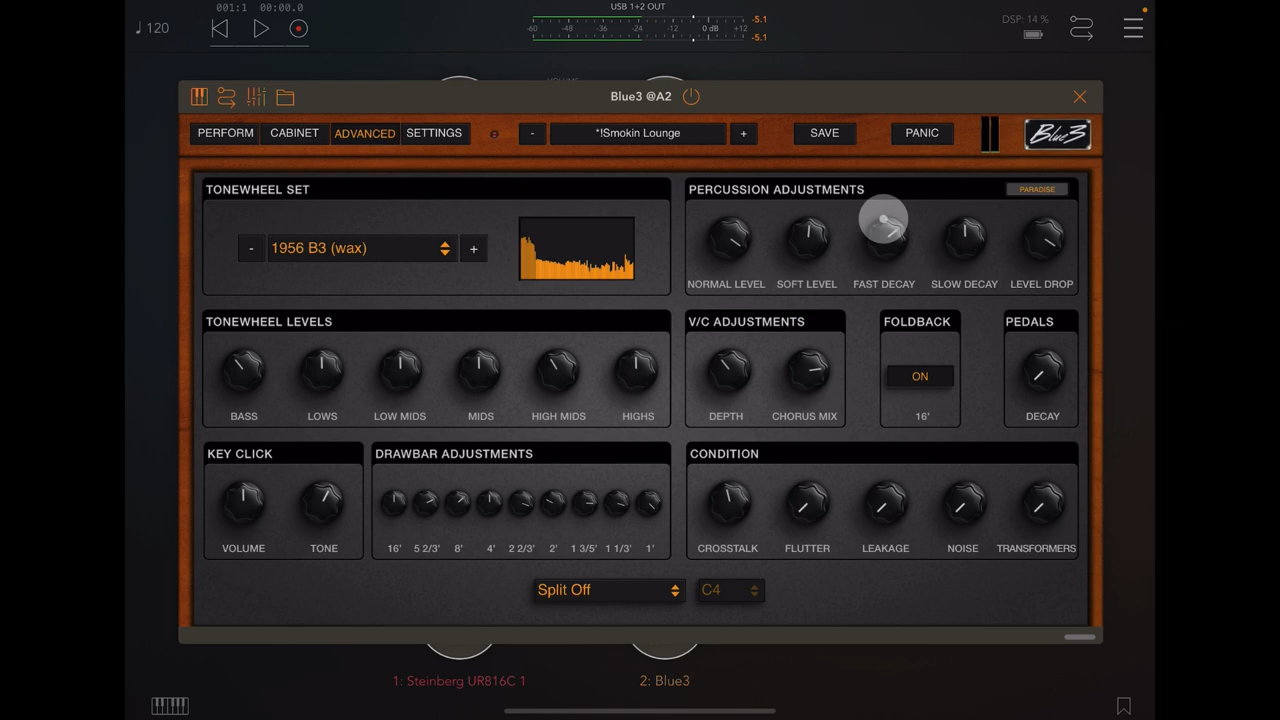 001:1 00:00.0
USB 1+2 OUT
120
-60 -48 -36 -24 -12 0 dB +12
-5.1
-5.1
DSP: 14 %
Blue3 @A2
PERFORM CABINET ADVANCED SETTINGS
- *!Smokin Lounge +
SAVE
PANIC
Blue3
TONEWHEEL SET
- 1956 B3 (wax) +
PERCUSSION ADJUSTMENTS
PARADISE
NORMAL LEVEL SOFT LEVEL FAST DECAY SLOW DECAY LEVEL DROP
TONEWHEEL LEVELS
BASS LOWS LOW MIDS MIDS HIGH MIDS HIGHS
V/C ADJUSTMENTS
DEPTH CHORUS MIX
FOLDBACK
ON
16'
PEDALS
DECAY
KEY CLICK
VOLUME TONE
DRAWBAR ADJUSTMENTS
16' 5 2/3' 8' 4' 2 2/3' 2' 1 3/5' 1 1/3' 1'
CONDITION
CROSSTALK FLUTTER LEAKAGE NOISE TRANSFORMERS
Split Off
C4
1: Steinberg UR816C 1
2: Blue3